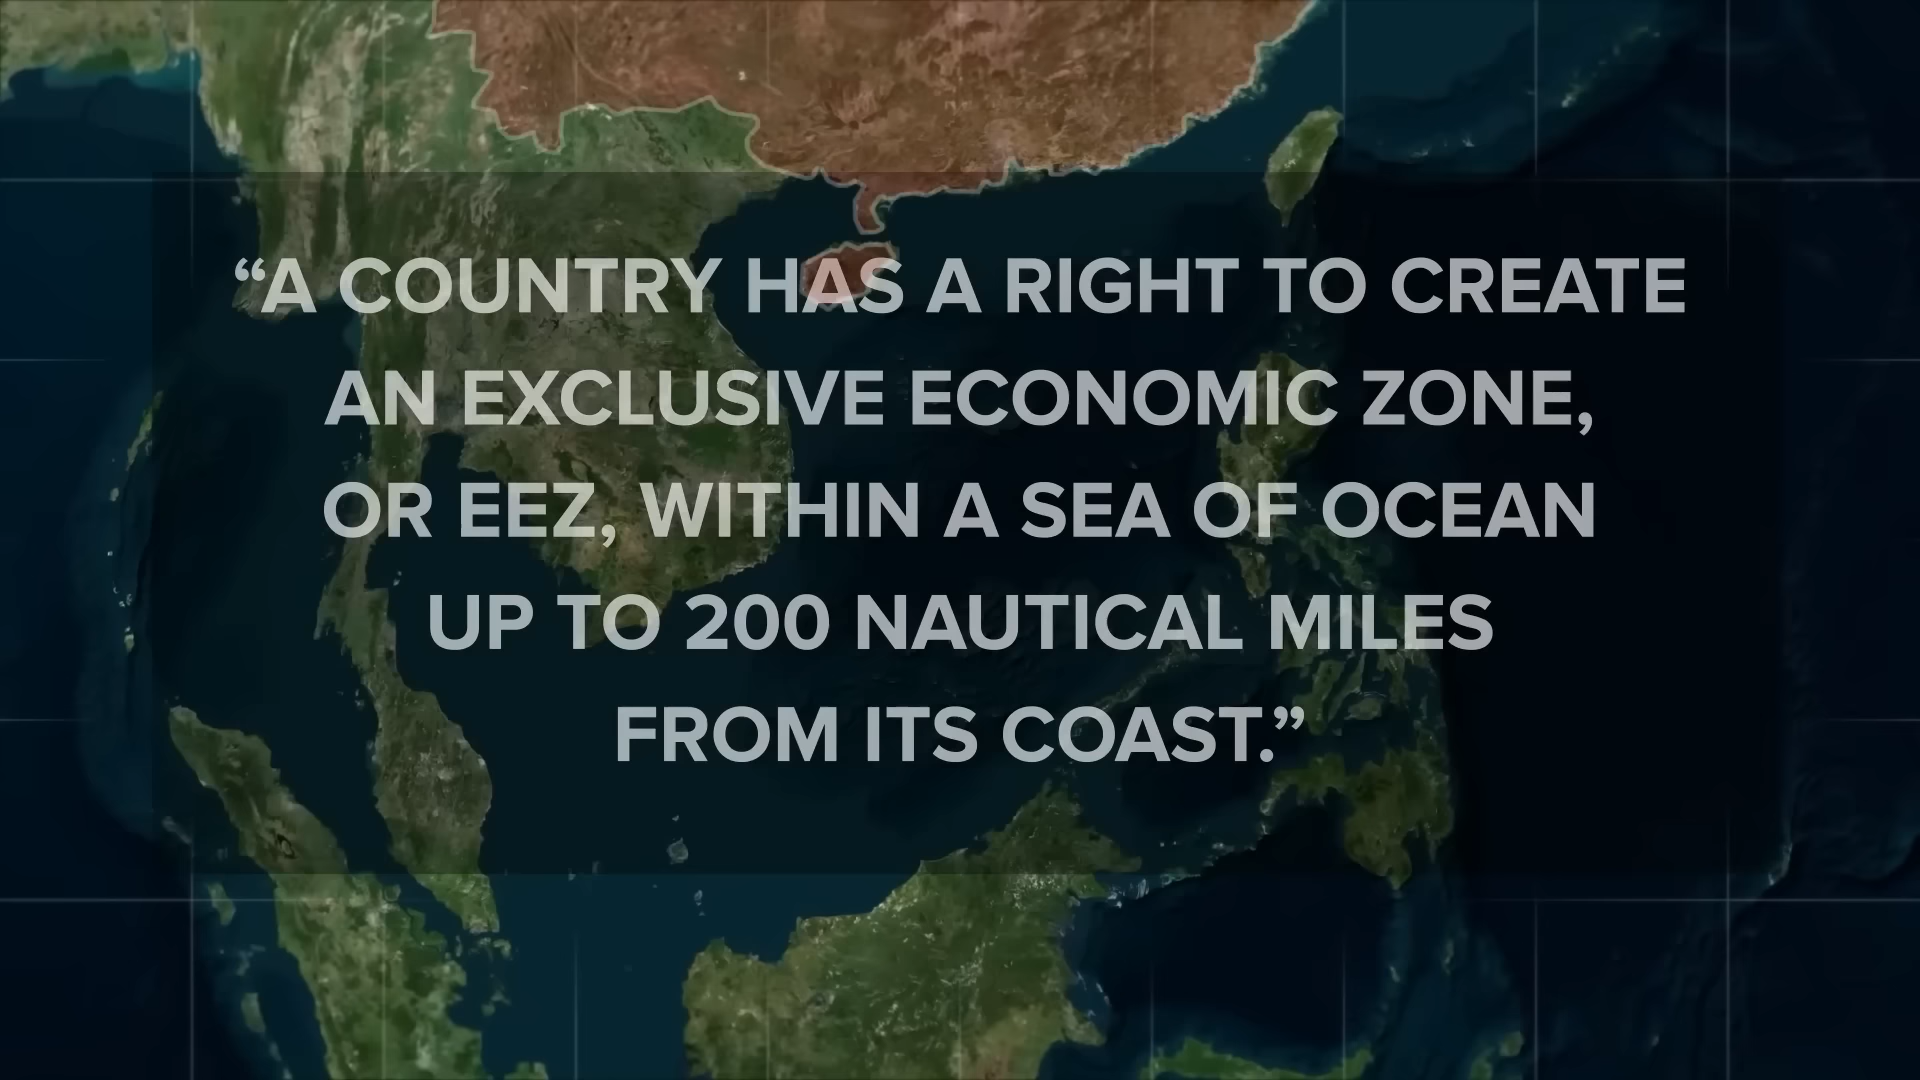 “A COUNTRY HAS A RIGHT TO CREATE
AN EXCLUSIVE ECONOMIC ZONE,
OR EEZ, WITHIN A SEA OF OCEAN
UP TO 200 NAUTICAL MILES
FROM ITS COAST.”